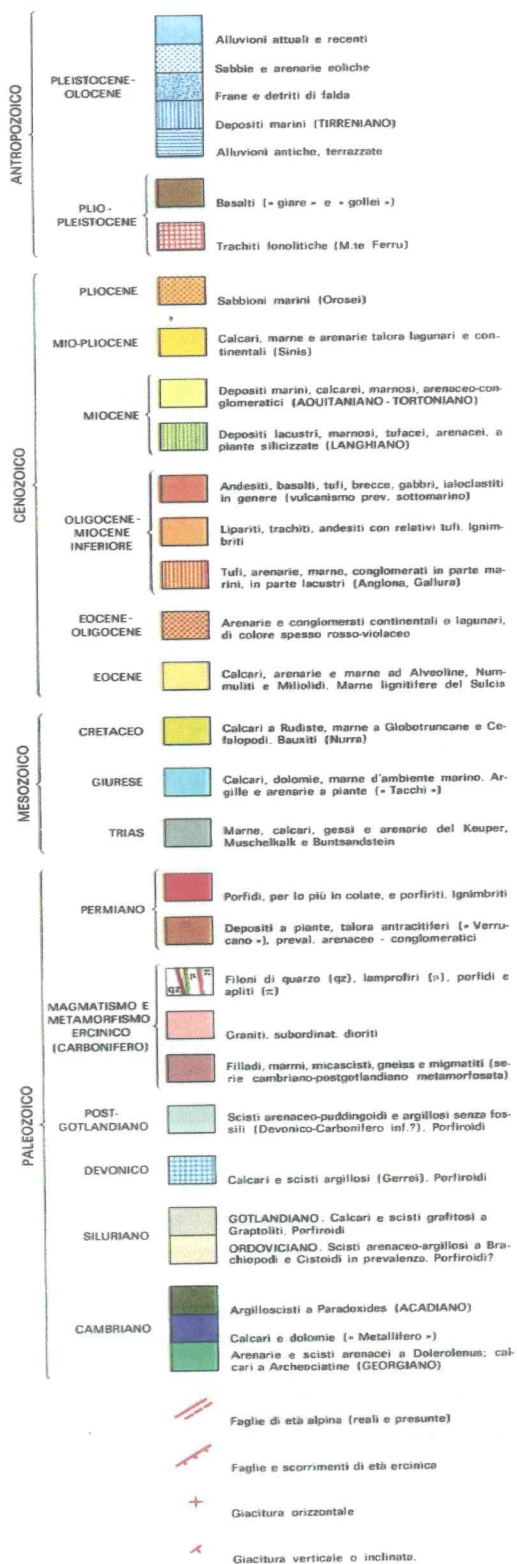 ANTROPOZOICO
PLEISTOCENE-
OLOCENE
Alluvioni attuali e recenti
Sabbie e arenarie eoliche
Frane e detriti di falda
Depositi marini (TIRRENIANO)
Alluvioni antiche, terrazzate
PLIO-
PLEISTOCENE
Basalti (« giare » e « gollei »)
Trachiti fonolitiche (M.te Ferru)
CENOZOICO
PLIOCENE
Sabbioni marini (Orosei)
MIO-PLIOCENE
Calcari, marne e arenarie talora lagunari e con-
tinentali (Sinis)
MIOCENE
Depositi marini, calcarei, marnosi, arenaceo-con-
glomeratici (AQUITANIANO - TORTONIANO)
Depositi lacustri, marnosi, tufacei, arenacei, a
piante silicizzate (LANGHIANO)
OLIGOCENE-
MIOCENE
INFERIORE
Andesiti, basalti, tufi, brecce, gabbri, ialoclastiti
in genere (vulcanismo prev. sottomarino)
Lipariti, trachiti, andesiti con relativi tufi. Ignim-
briti
Tufi, arenarie, marne, conglomerati in parte ma-
rini, in parte lacustri (Anglona, Gallura)
EOCENE-
OLIGOCENE
Arenarie e conglomerati continentali o lagunari,
di colore spesso rosso-violaceo
EOCENE
Calcari, arenarie e marne ad Alveoline, Num-
muliti e Miliolidi. Marne lignitifere del Sulcis
MESOZOICO
CRETACEO
Calcari a Rudiste, marne a Globotruncane e Ce-
falopodi. Bauxiti (Nurra)
GIURESE
Calcari, dolomie, marne d'ambiente marino. Ar-
gille e arenarie a piante (« Tacchi »)
TRIAS
Marne, calcari, gessi e arenarie del Keuper,
Muschelkalk e Buntsandstein
PALEOZOICO
PERMIANO
Porfidi, per lo più in colate, e porfiriti. Ignimbriti
Depositi a piante, talora antracitiferi (« Verru-
cano »), preval. arenaceo - conglomeratici
MAGMATISMO E
METAMORFISMO
ERCINICO
(CARBONIFERO)
qz μ π
Filoni di quarzo (qz), lamprofiri (μ), porfidi e
apliti (π)
Graniti, subordinat. dioriti
Filladi, marmi, micascisti, gneiss e migmatiti (se-
rie cambriano-postgotlandiano metamorfosata)
POST-
GOTLANDIANO
Scisti arenaceo-puddingoidi e argillosi senza fos-
sili (Devonico-Carbonifero inf.?). Porfiroidi
DEVONICO
Calcari e scisti argillosi (Gerrei). Porfiroidi
SILURIANO
GOTLANDIANO. Calcari e scisti grafitosi a
Graptoliti. Porfiroidi
ORDOVICIANO. Scisti arenaceo-argillosi a Bra-
chiopodi e Cistoidi in prevalenza. Porfiroidi?
CAMBRIANO
Argilloscisti a Paradoxides (ACADIANO)
Calcari e dolomie (« Metallifero »)
Arenarie e scisti arenacei a Dolerolenus; cal-
cari a Archeociatine (GEORGIANO)
Faglie di età alpina (reali e presunte)
Faglie e scorrimenti di età ercinica
Giacitura orizzontale
Giacitura verticale o inclinata.